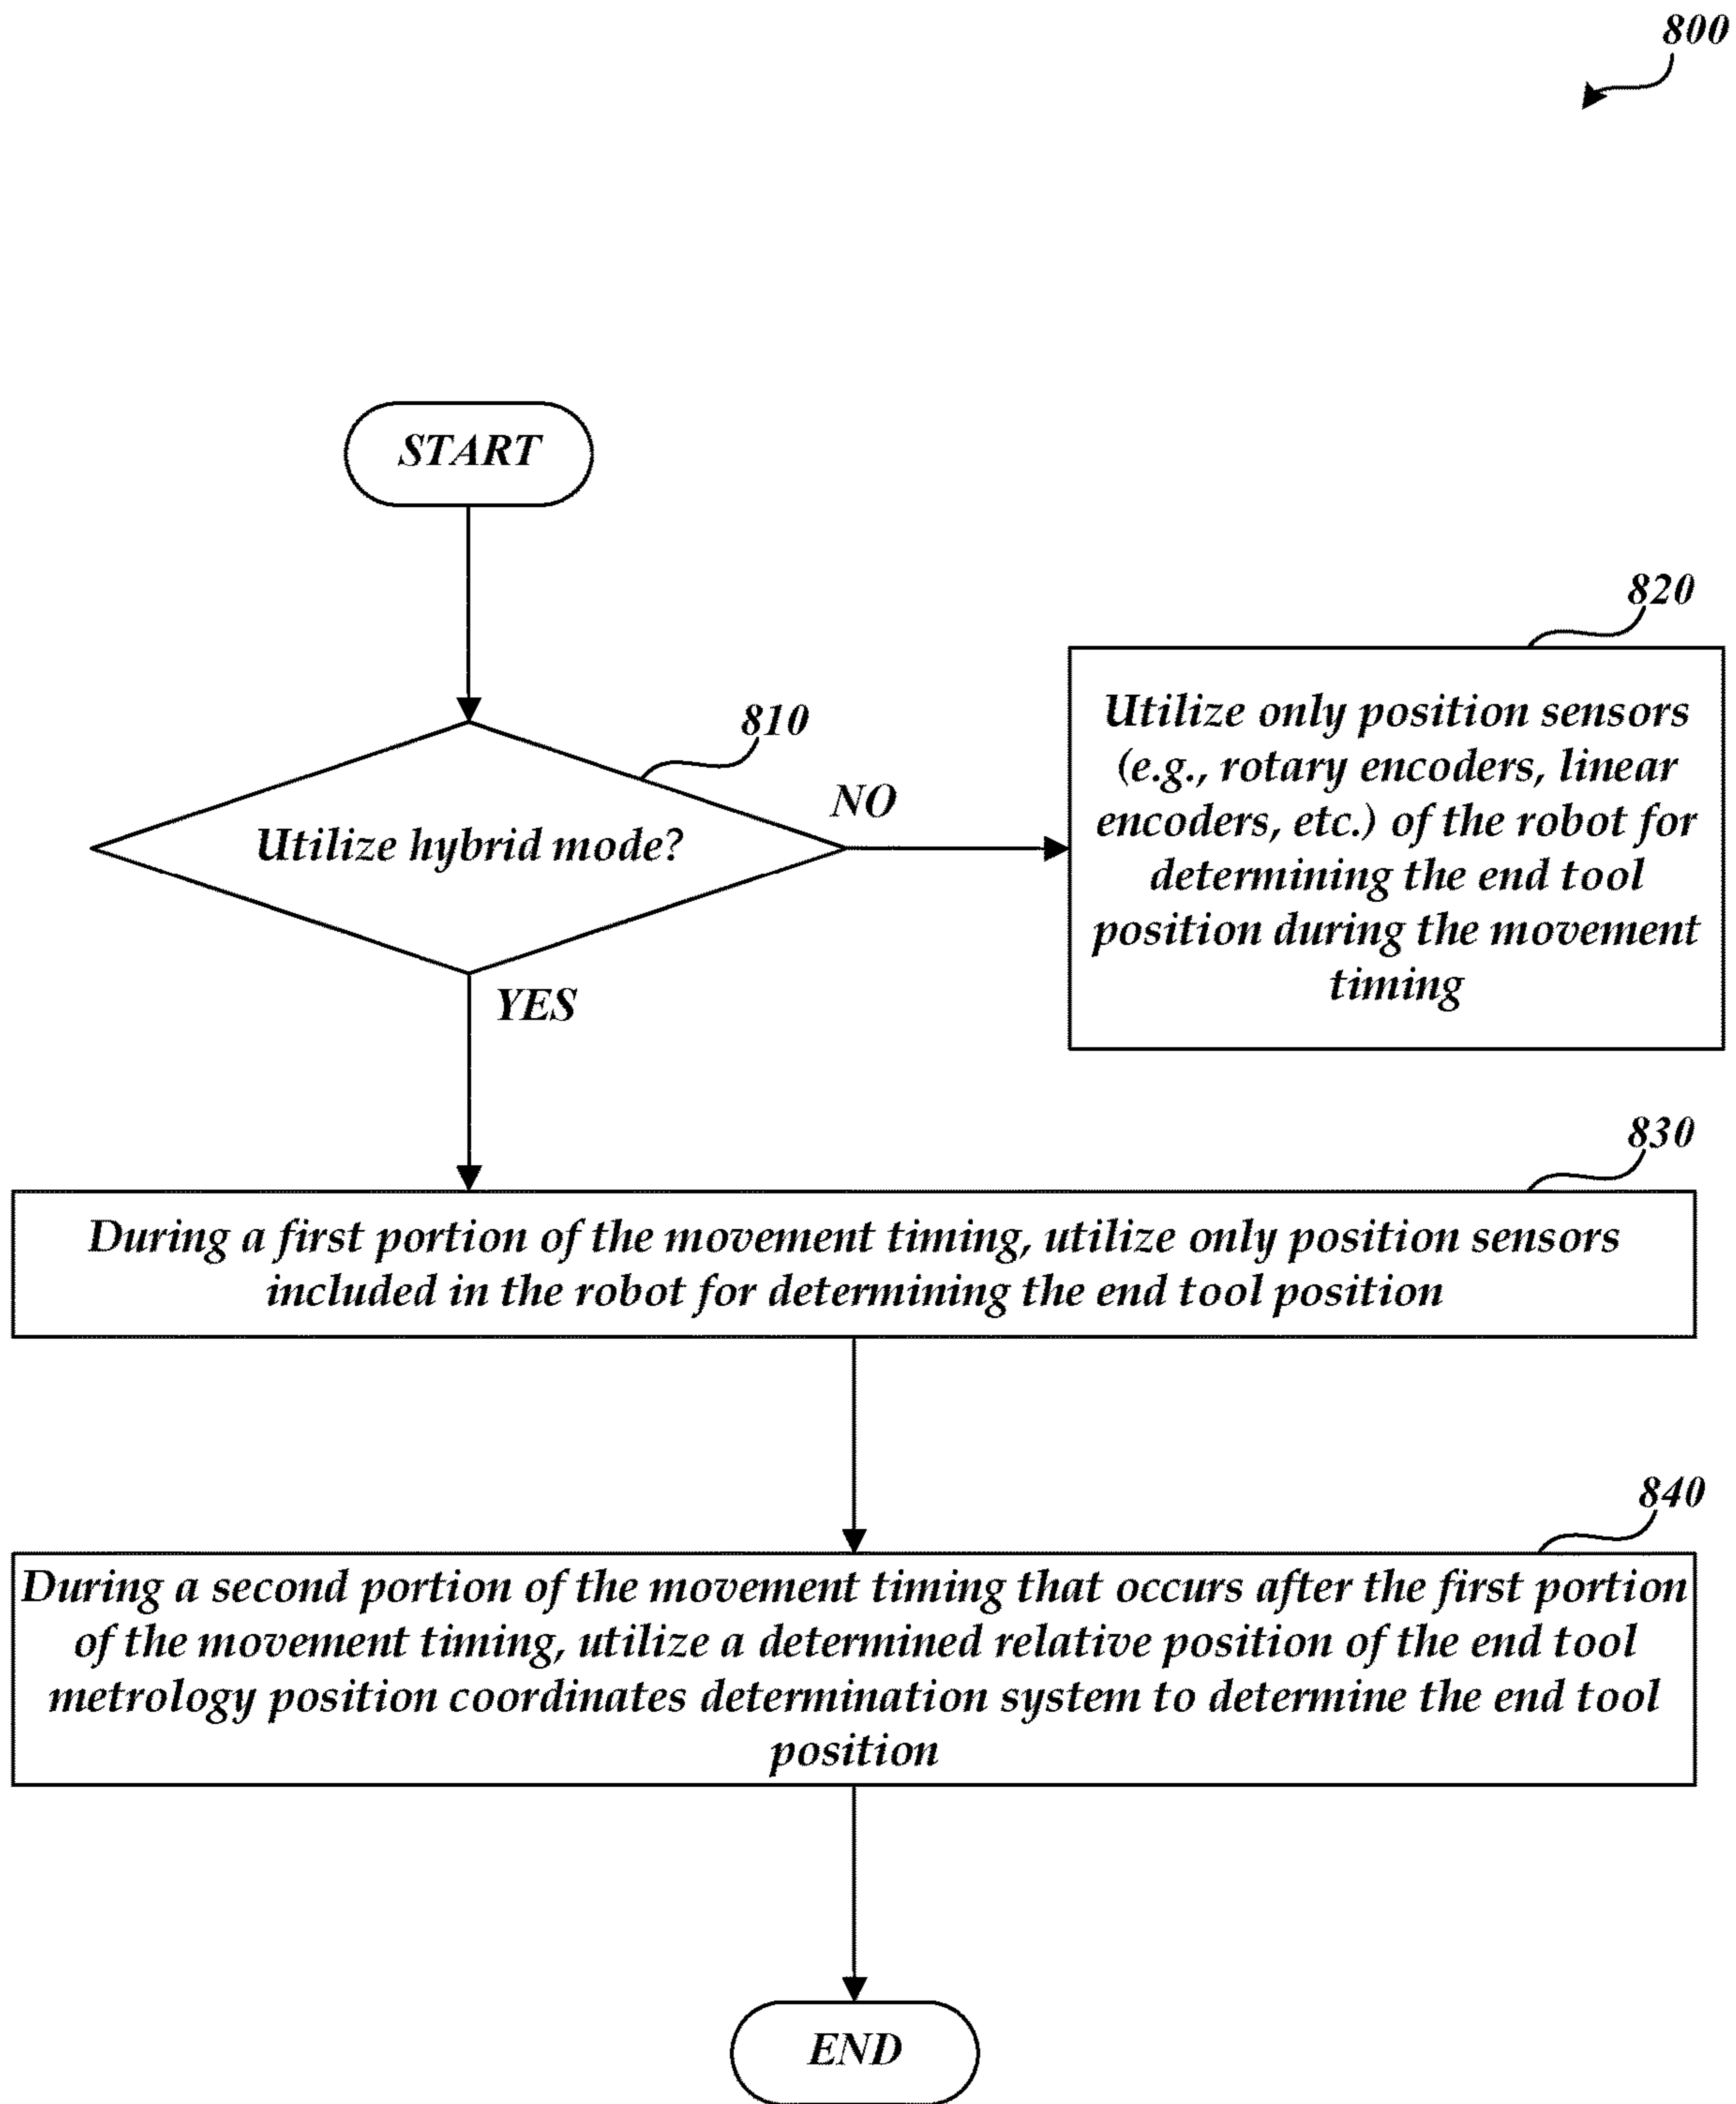 800
START
820
810
Utilize only position sensors
(e.g., rotary encoders, linear
encoders, etc.) of the robot for
determining the end tool
position during the movement
timing
NO
Utilize hybrid mode?
YES
830
During a first portion of the movement timing, utilize only position sensors
included in the robot for determining the end tool position
840
During a second portion of the movement timing that occurs after the first portion
of the movement timing, utilize a determined relative position of the end tool
metrology position coordinates determination system to determine the end tool
position
END